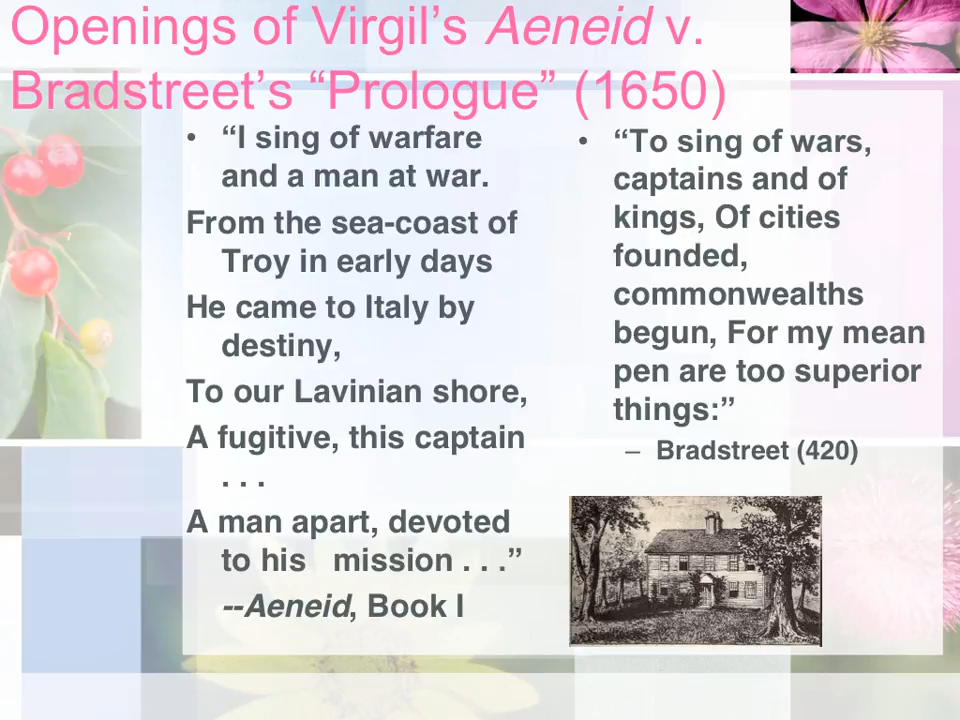 Openings of Virgil’s Aeneid v.
Bradstreet’s “Prologue” (1650)
• “I sing of warfare
and a man at war.
From the sea-coast of
Troy in early days
He came to Italy by
destiny,
To our Lavinian shore,
A fugitive, this captain
. . .
A man apart, devoted
to his mission . . .”
--Aeneid, Book I
• “To sing of wars,
captains and of
kings, Of cities
founded,
commonwealths
begun, For my mean
pen are too superior
things:”
– Bradstreet (420)